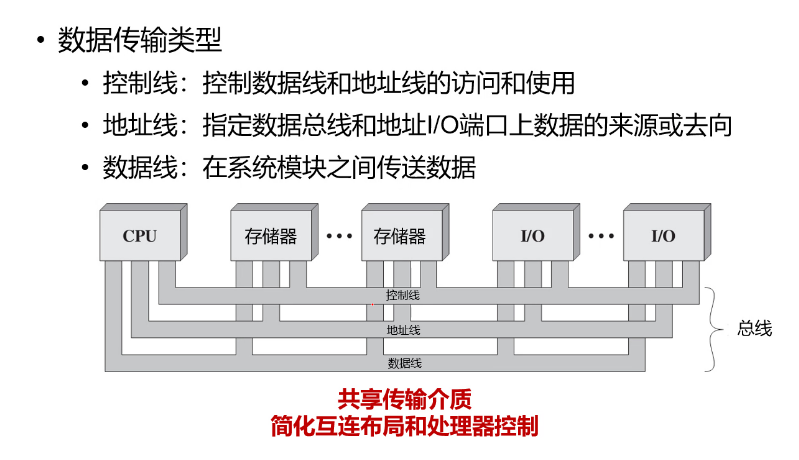 • 数据传输类型
• 控制线：控制数据线和地址线的访问和使用
• 地址线：指定数据总线和地址I/O端口上数据的来源或去向
• 数据线：在系统模块之间传送数据
CPU 存储器 ••• 存储器 I/O ••• I/O
控制线
地址线
总线
数据线
共享传输介质
简化互连布局和处理器控制